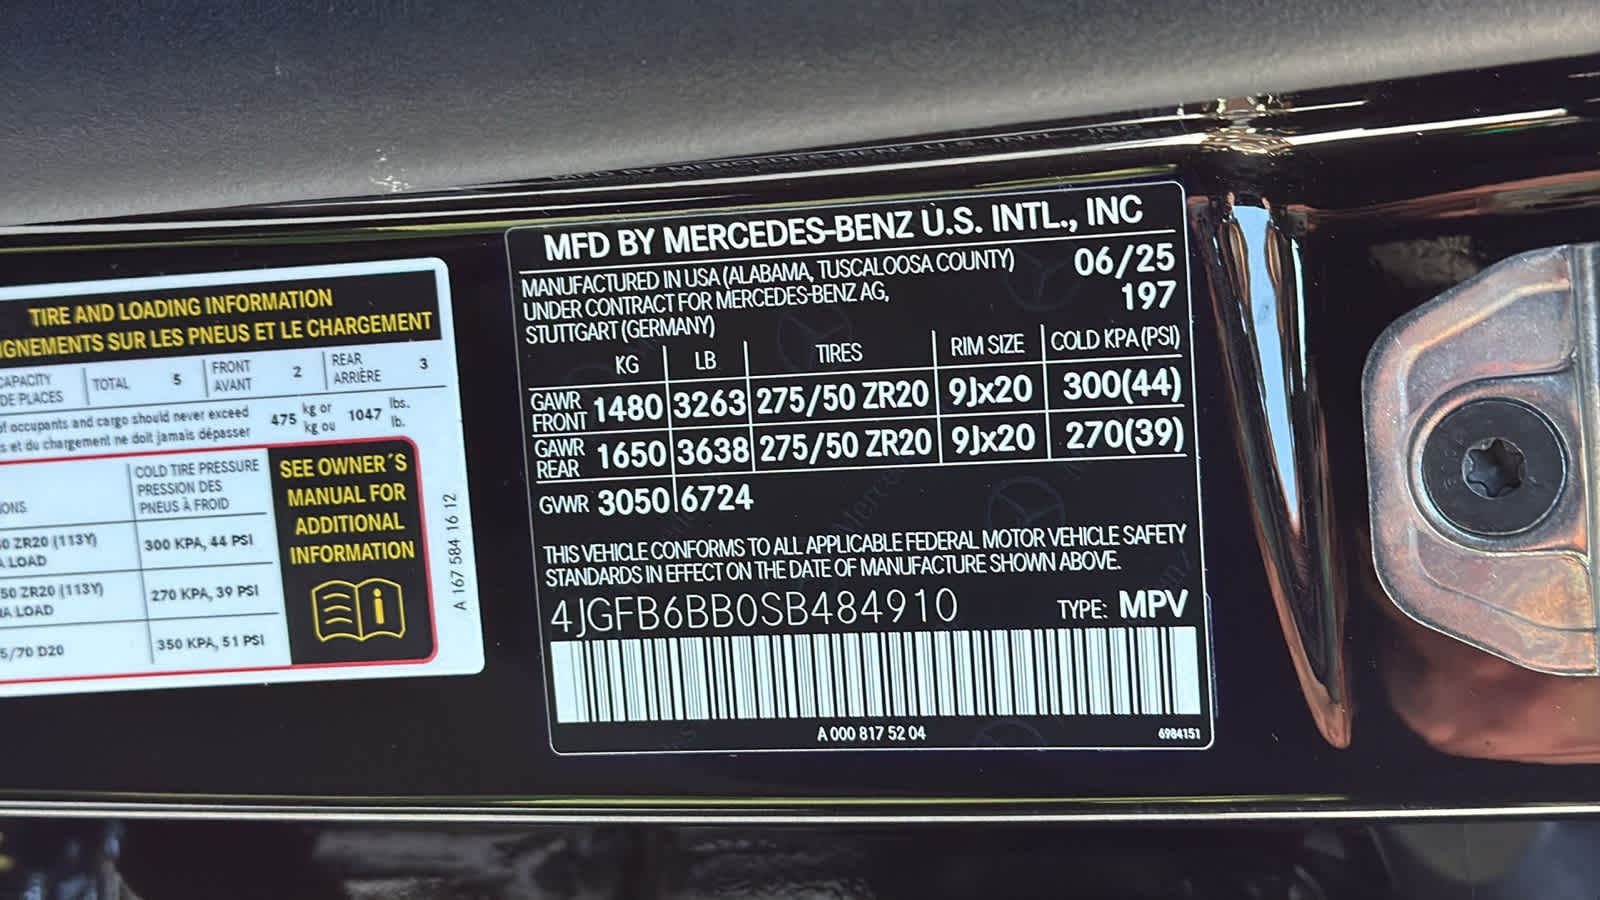 TIRE AND LOADING INFORMATION
IGNEMENTS SUR LES PNEUS ET LE CHARGEMENT
CAPACITY TOTAL 5 FRONT 2 REAR 3
DE PLACES AVANT ARRIÈRE
of occupants and cargo should never exceed 475 kg or 1047 lbs.
s et du chargement ne doit jamais dépasser kg ou lb.
ONS COLD TIRE PRESSURE
PRESSION DES
PNEUS À FROID
0 ZR20 (113Y) 300 KPA, 44 PSI
A LOAD
50 ZR20 (113Y) 270 KPA, 39 PSI
A LOAD
5/70 D20 350 KPA, 51 PSI
SEE OWNER´S
MANUAL FOR
ADDITIONAL
INFORMATION
i
A 167 584 16 12
MFD BY MERCEDES-BENZ U.S. INTL., INC
MANUFACTURED IN USA (ALABAMA, TUSCALOOSA COUNTY) 06/25
UNDER CONTRACT FOR MERCEDES-BENZ AG, 197
STUTTGART (GERMANY)
KG LB TIRES RIM SIZE COLD KPA(PSI)
GAWR FRONT 1480 3263 275/50 ZR20 9Jx20 300(44)
GAWR REAR 1650 3638 275/50 ZR20 9Jx20 270(39)
GVWR 3050 6724
THIS VEHICLE CONFORMS TO ALL APPLICABLE FEDERAL MOTOR VEHICLE SAFETY
STANDARDS IN EFFECT ON THE DATE OF MANUFACTURE SHOWN ABOVE.
4JGFB6BB0SB484910 TYPE: MPV
A 000 817 52 04 6984151